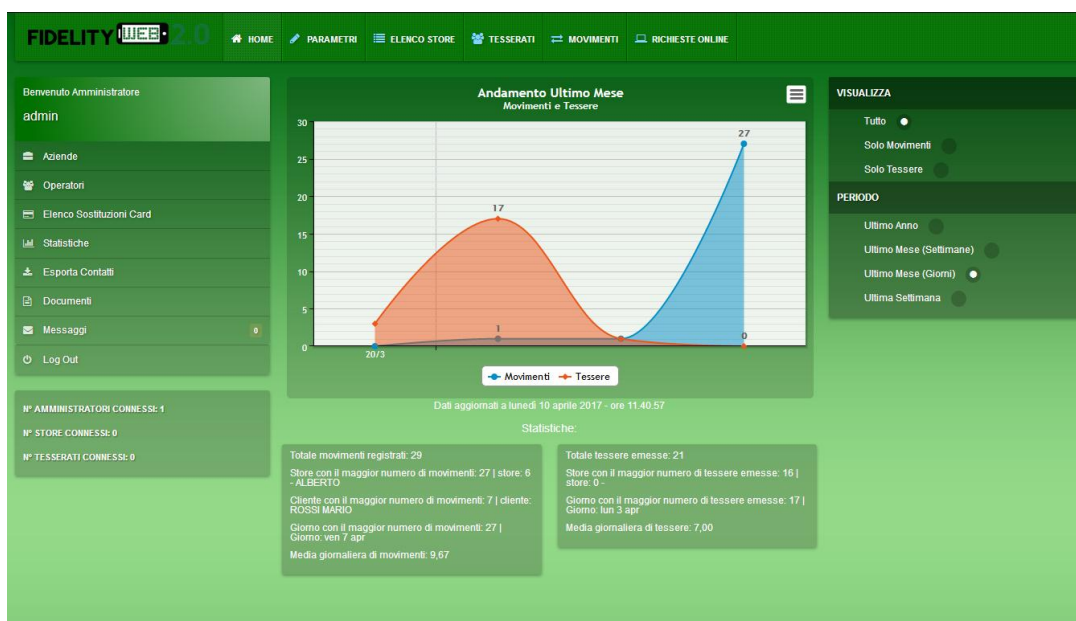 FIDELITY WEB 2.0
HOME
PARAMETRI
ELENCO STORE
TESSERATI
MOVIMENTI
RICHIESTE ONLINE
Benvenuto Amministratore
admin
Aziende
Operatori
Elenco Sostituzioni Card
Statistiche
Esporta Contatti
Documenti
Messaggi 0
Log Out
N° AMMINISTRATORI CONNESSI: 1
N° STORE CONNESSI: 0
N° TESSERATI CONNESSI: 0
Andamento Ultimo Mese
Movimenti e Tessere
30
25
20
15
10
5
0
17
1
27
0
20/3
Movimenti
Tessere
Dati aggiornati a lunedì 10 aprile 2017 - ore 11.40.57
Statistiche:
Totale movimenti registrati: 29
Store con il maggior numero di movimenti: 27 | store: 6
- ALBERTO
Cliente con il maggior numero di movimenti: 7 | cliente:
ROSSI MARIO
Giorno con il maggior numero di movimenti: 27 |
Giorno: ven 7 apr
Media giornaliera di movimenti: 9,67
Totale tessere emesse: 21
Store con il maggior numero di tessere emesse: 16 |
store: 0 -
Giorno con il maggior numero di tessere emesse: 17 |
Giorno: lun 3 apr
Media giornaliera di tessere: 7,00
VISUALIZZA
Tutto
Solo Movimenti
Solo Tessere
PERIODO
Ultimo Anno
Ultimo Mese (Settimane)
Ultimo Mese (Giorni)
Ultima Settimana